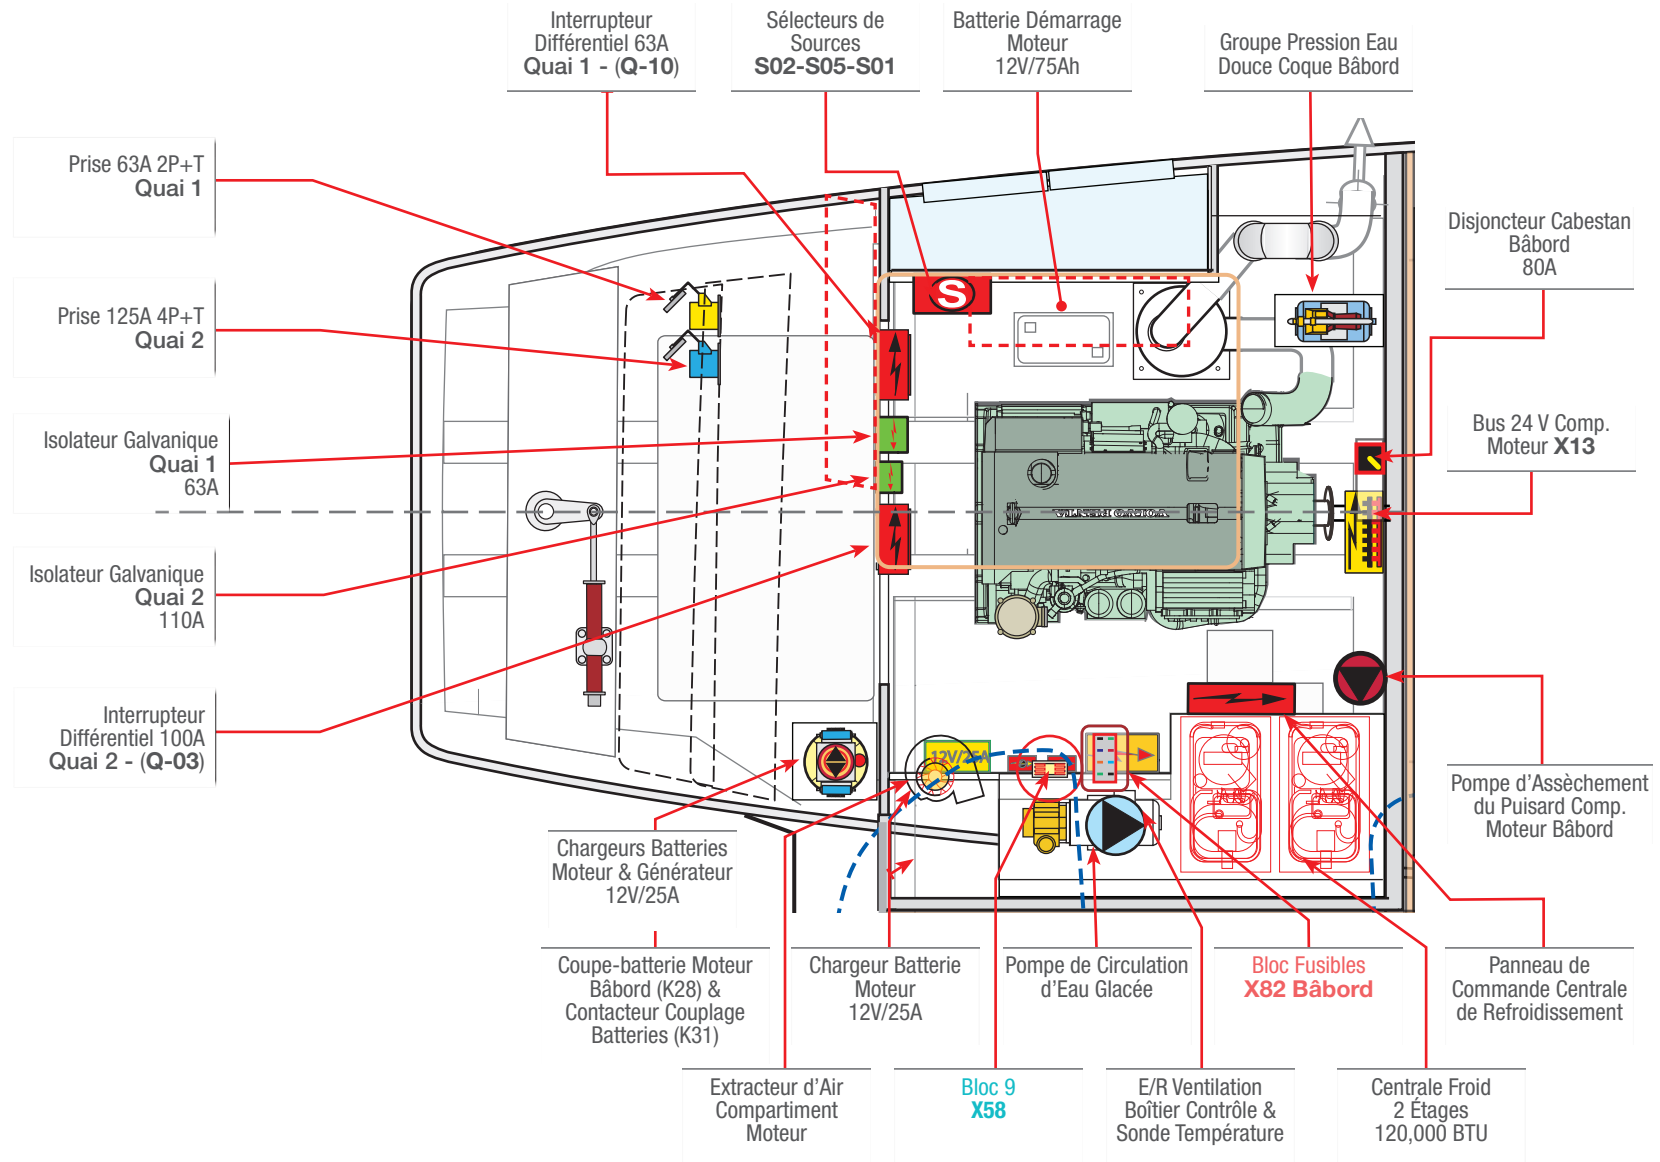 Interrupteur
Différentiel 63A
Quai 1 - (Q-10)
Sélecteurs de
Sources
S02-S05-S01
Batterie Démarrage
Moteur
12V/75Ah
Groupe Pression Eau
Douce Coque Bâbord
Prise 63A 2P+T
Quai 1
Disjoncteur Cabestan
Bâbord
80A
Prise 125A 4P+T
Quai 2
S
Isolateur Galvanique
Quai 1
63A
Bus 24 V Comp.
Moteur X13
VOLVO PENTA
Isolateur Galvanique
Quai 2
110A
Interrupteur
Différentiel 100A
Quai 2 - (Q-03)
12V/25A
Pompe d'Assèchement
du Puisard Comp.
Moteur Bâbord
Chargeurs Batteries
Moteur & Générateur
12V/25A
Coupe-batterie Moteur
Bâbord (K28) &
Contacteur Couplage
Batteries (K31)
Chargeur Batterie
Moteur
12V/25A
Pompe de Circulation
d'Eau Glacée
Bloc Fusibles
X82 Bâbord
Panneau de
Commande Centrale
de Refroidissement
Extracteur d'Air
Compartiment
Moteur
Bloc 9
X58
E/R Ventilation
Boîtier Contrôle &
Sonde Température
Centrale Froid
2 Étages
120,000 BTU